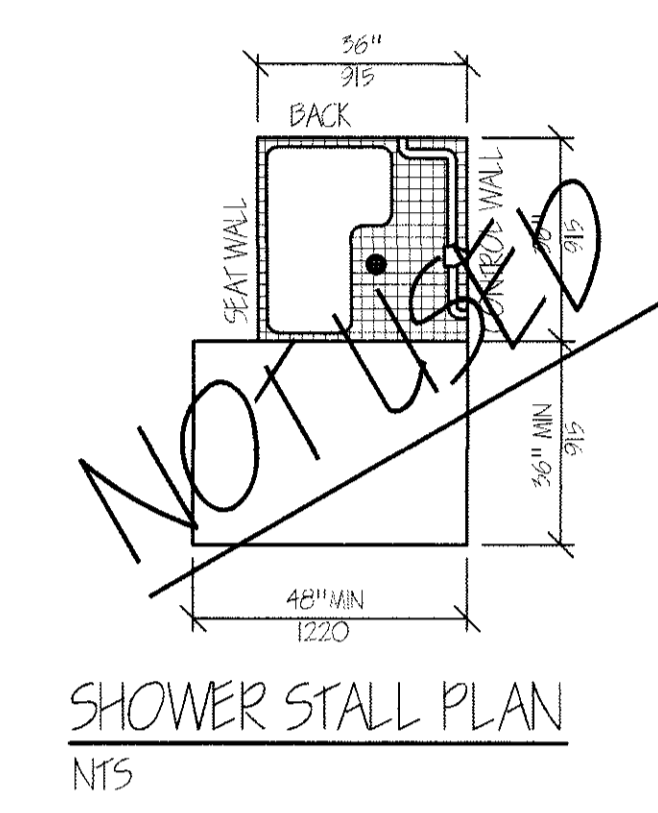 36"
915
BACK
SEAT WALL
CONTROL WALL
36"
915
NOT USED
36" MIN
915
48" MIN
1220
SHOWER STALL PLAN
NTS